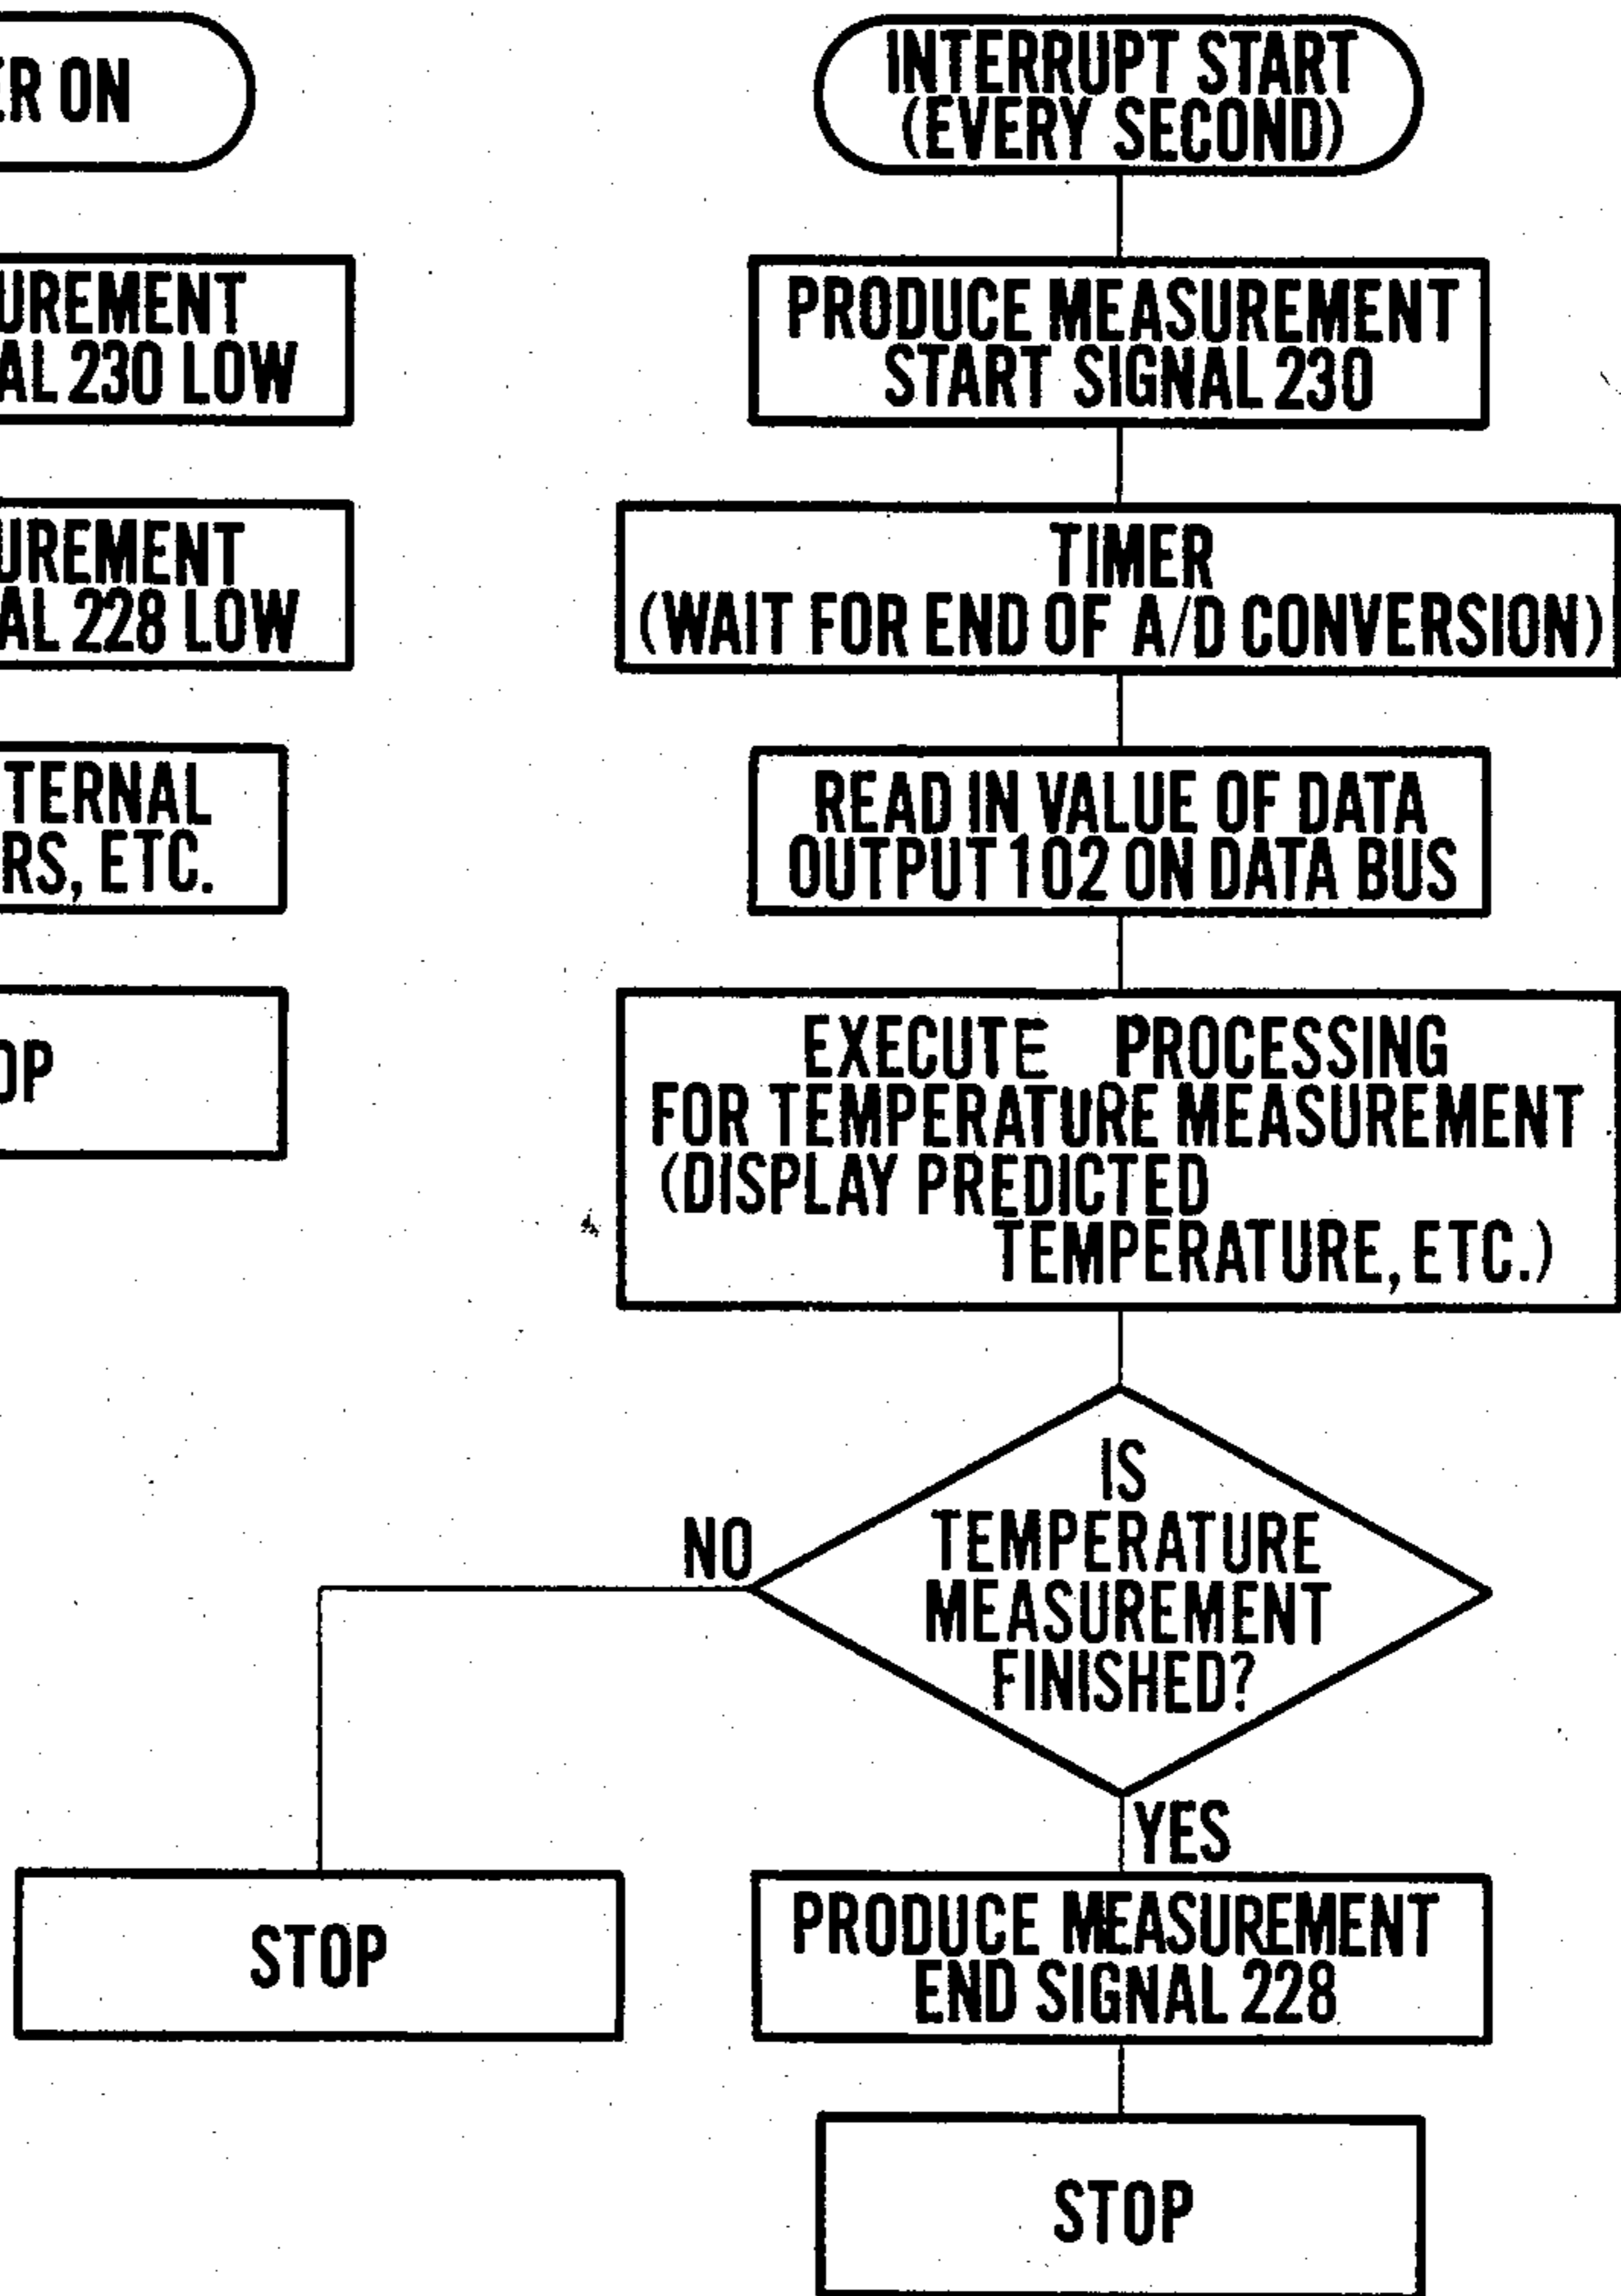 ER ON
UREMENT
AL 230 LOW
UREMENT
AL 228 LOW
TERNAL
RS, ETC.
OP
INTERRUPT START
(EVERY SECOND)
PRODUCE MEASUREMENT
START SIGNAL 230
TIMER
(WAIT FOR END OF A/D CONVERSION)
READ IN VALUE OF DATA
OUTPUT 102 ON DATA BUS
EXECUTE PROCESSING
FOR TEMPERATURE MEASUREMENT
(DISPLAY PREDICTED
TEMPERATURE, ETC.)
IS
TEMPERATURE
MEASUREMENT
FINISHED?
NO
YES
STOP
PRODUCE MEASUREMENT
END SIGNAL 228
STOP